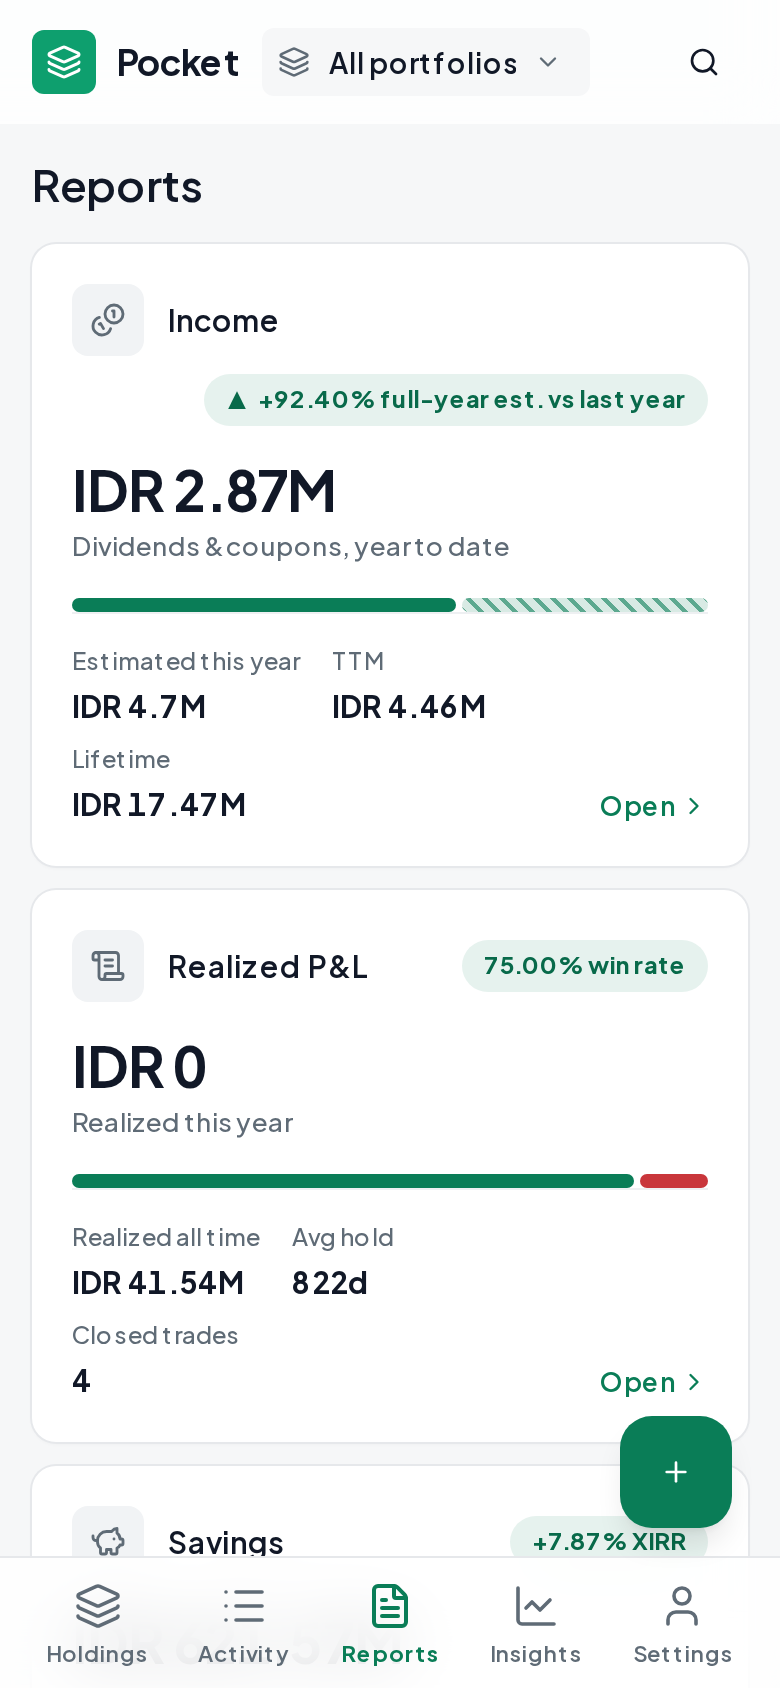 Pocket
All portfolios
Reports
Income
▲ +92.40% full-year est. vs last year
IDR 2.87M
Dividends & coupons, year to date
Estimated this year TTM
IDR 4.7M IDR 4.46M
Lifetime
IDR 17.47M Open
Realized P&L 75.00% win rate
IDR 0
Realized this year
Realized all time Avg hold
IDR 41.54M 822d
Closed trades
4 Open
Savings +7.87% XIRR
Holdings Activity Reports Insights Settings